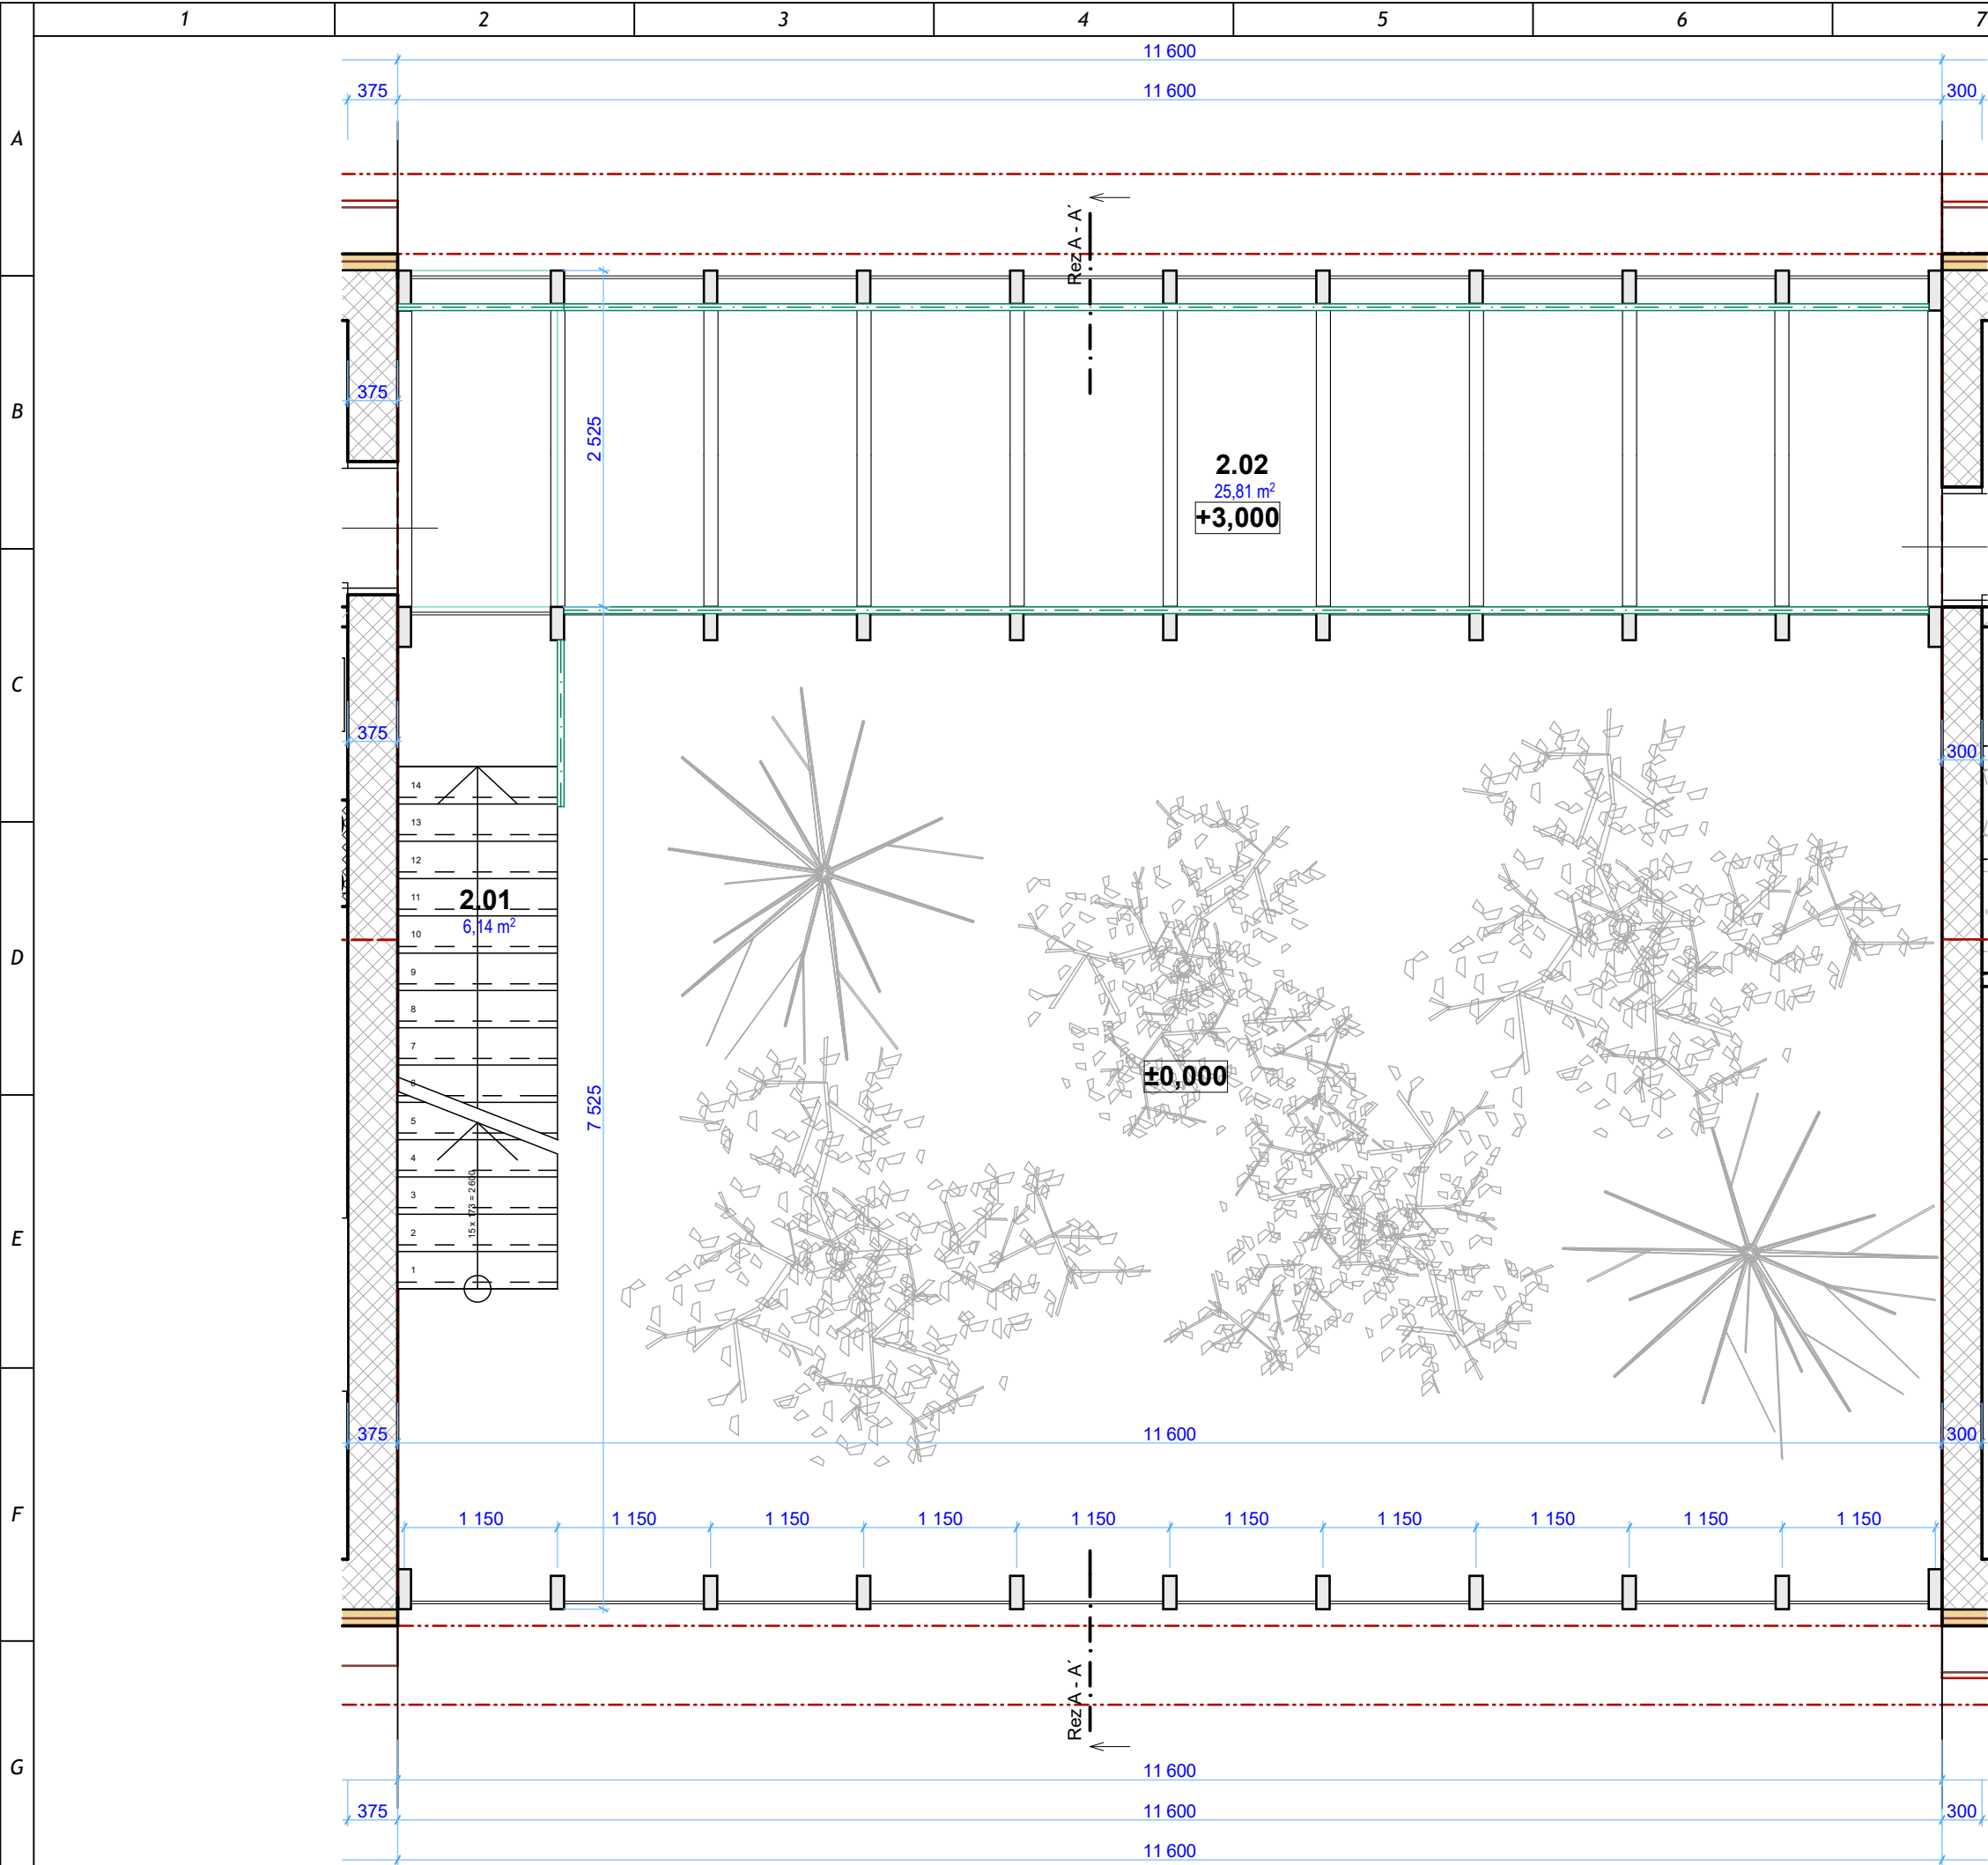 1 2 3 4 5 6 7
11 600
375 11 600 300
A
Rez A - A´
375
B
2 525
2.02
25,81 m²
+3,000
C
375
300
14
13
12
2.01
11
6,14 m²
10
D
9
8
7
±0,000
6
7 525
5
4
15 x 173 = 2 600
3
E
2
1
375 11 600 300
F
1 150 1 150 1 150 1 150 1 150 1 150 1 150 1 150 1 150 1 150
Rez A - A´
G
11 600
375 11 600 300
11 600